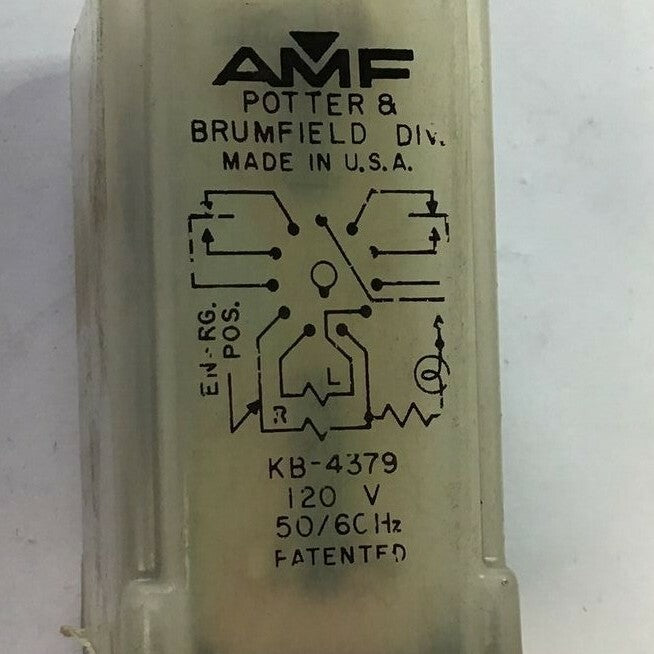 AMF
POTTER &
BRUMFIELD DIV.
MADE IN U.S.A.
EN-RG.
POS.
L
R
KB-4379
120 V
50/60Hz
PATENTED